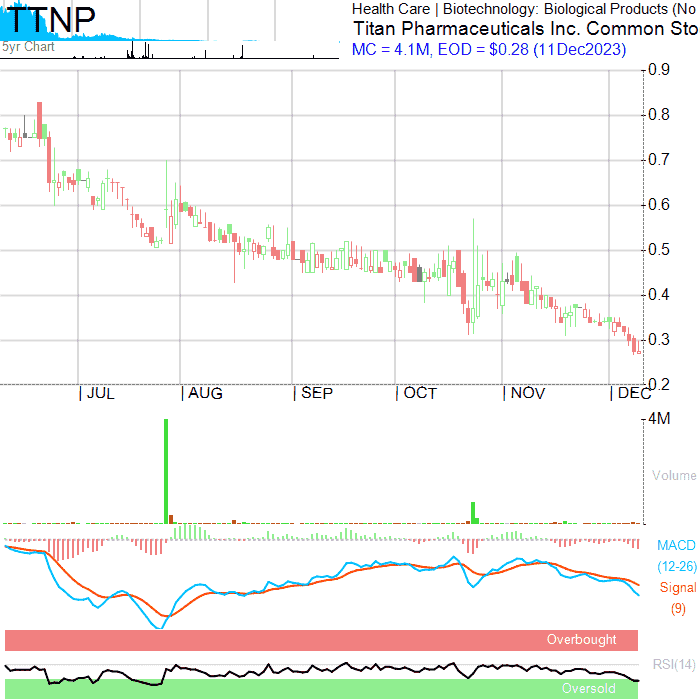 TTNP
5yr Chart
Health Care | Biotechnology: Biological Products (No
Titan Pharmaceuticals Inc. Common Sto
MC = 4.1M, EOD = $0.28 (11Dec2023)
0.9
0.8
0.7
0.6
0.5
0.4
0.3
0.2
| JUL | AUG | SEP | OCT | NOV | DEC
4M
Volume
MACD
(12-26)
Signal
(9)
Overbought
RSI(14)
Oversold